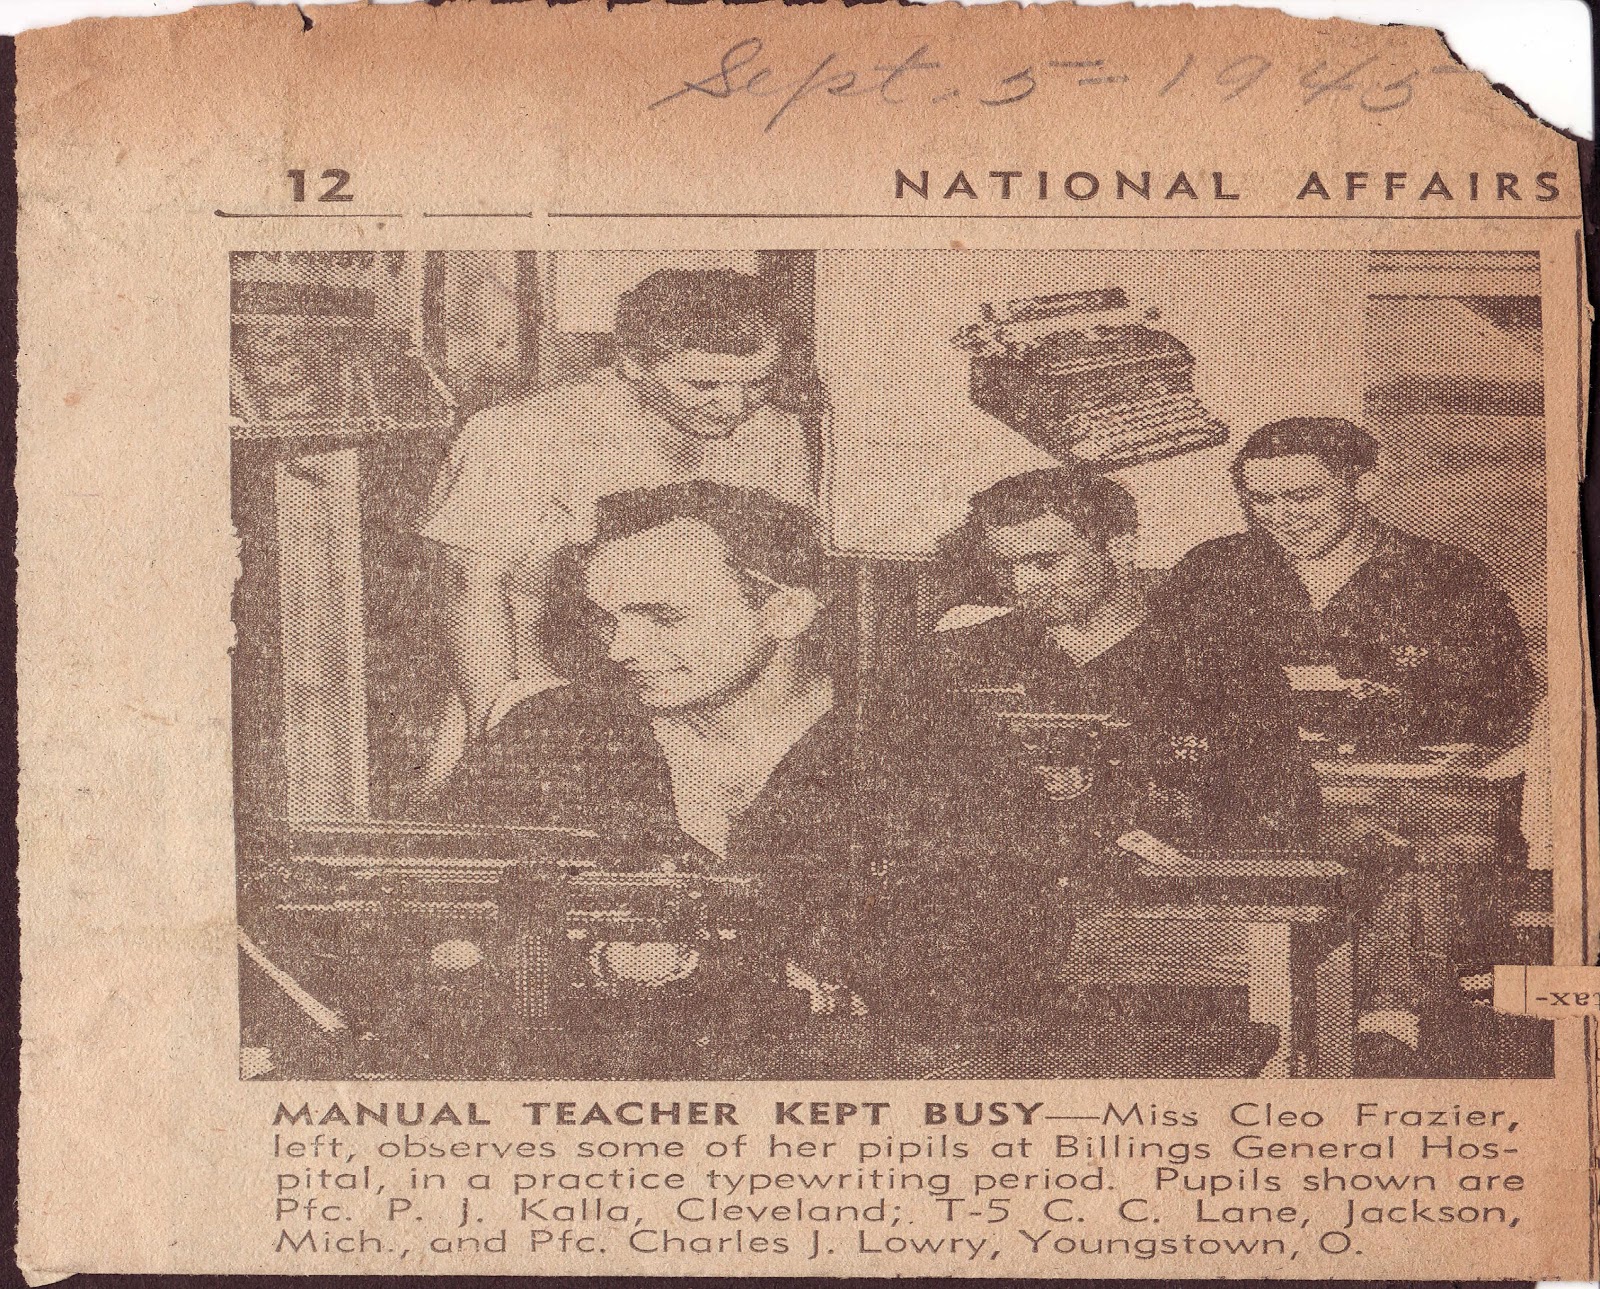 Sept. 5 = 1945
12 NATIONAL AFFAIRS
tax-
MANUAL TEACHER KEPT BUSY—Miss Cleo Frazier,
left, observes some of her pipils at Billings General Hos-
pital, in a practice typewriting period. Pupils shown are
Pfc. P. J. Kalla, Cleveland; T-5 C. C. Lane, Jackson,
Mich., and Pfc. Charles J. Lowry, Youngstown, O.